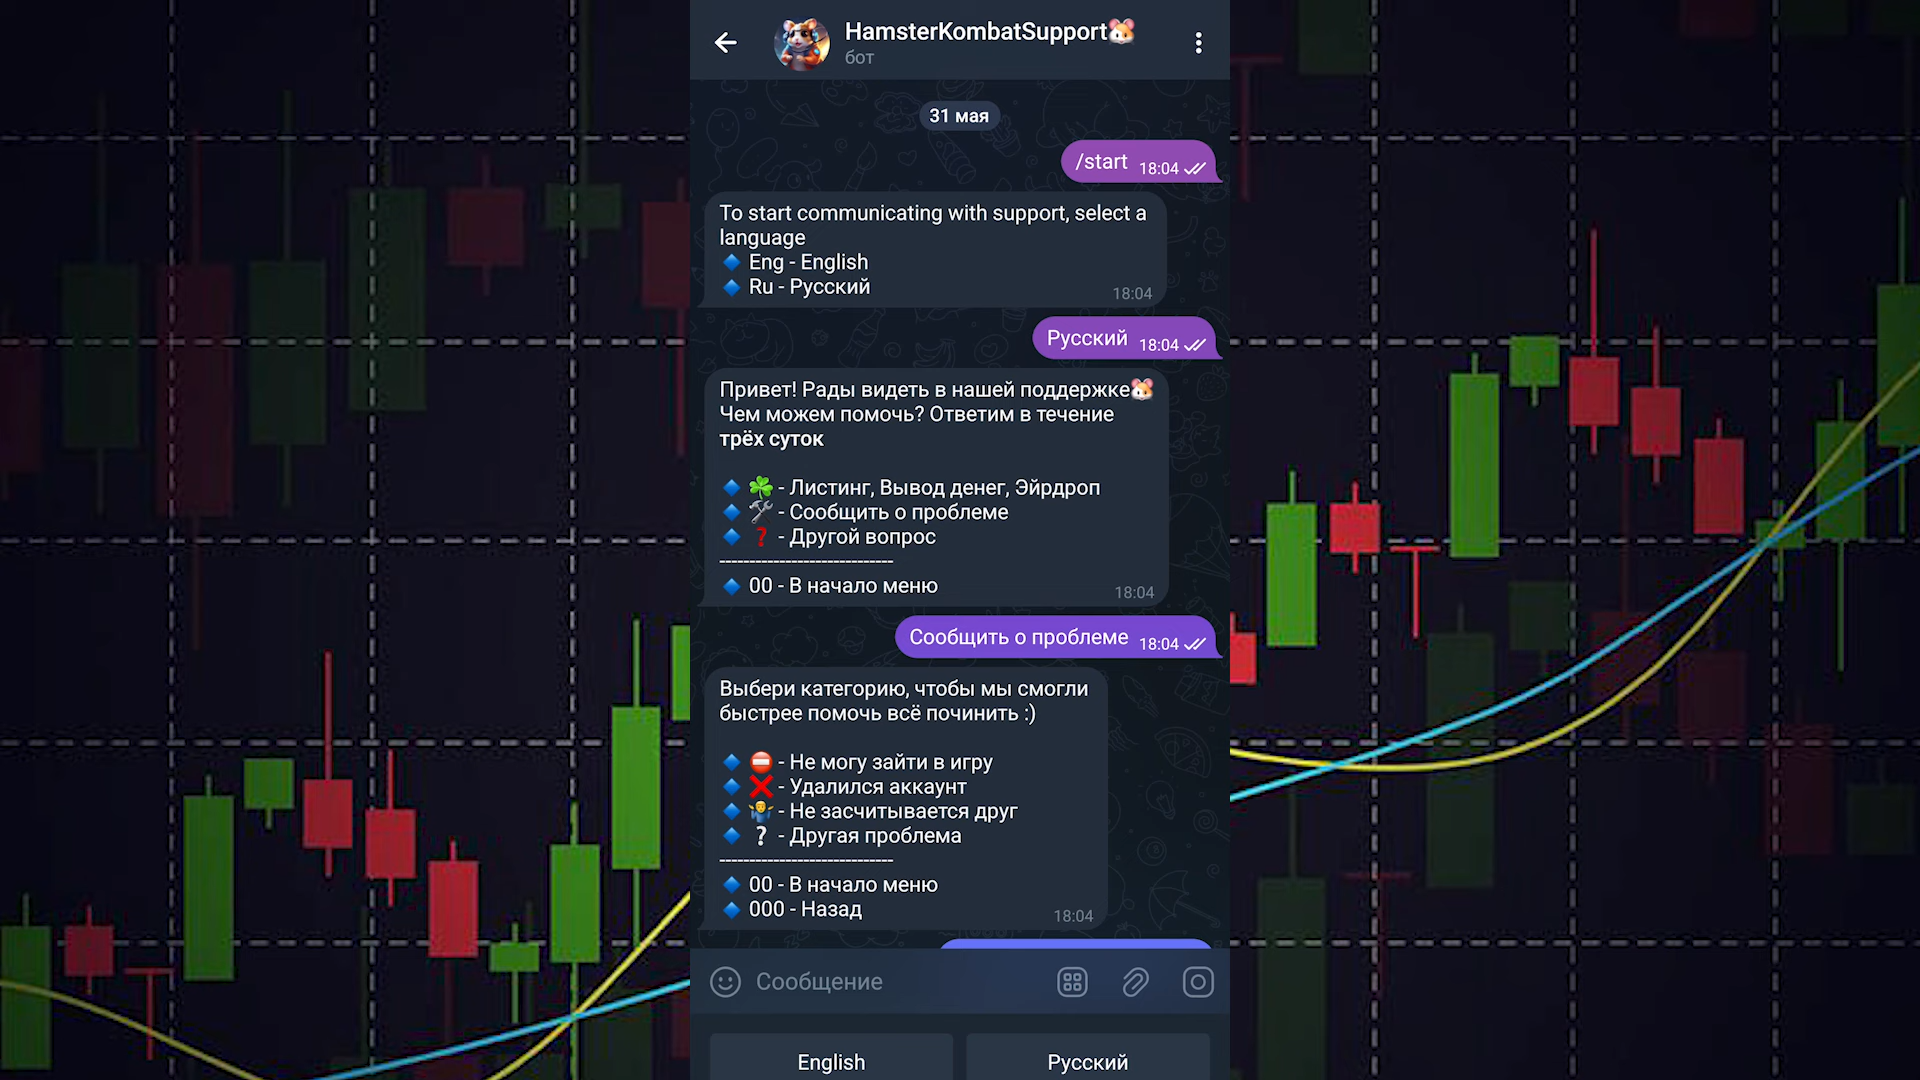 HamsterKombatSupport🐹
бот
31 мая
/start 18:04
To start communicating with support, select a
language
🔹 Eng - English
🔹 Ru - Русский
18:04
Русский 18:04
Привет! Рады видеть в нашей поддержке🐹
Чем можем помочь? Ответим в течение
трёх суток
🔹 ☘️ - Листинг, Вывод денег, Эйрдроп
🔹 🛠 - Сообщить о проблеме
🔹 ❓ - Другой вопрос
-----------------------------
🔹 00 - В начало меню
18:04
Сообщить о проблеме 18:04
Выбери категорию, чтобы мы смогли
быстрее помочь всё починить :)
🔹 ⛔ - Не могу зайти в игру
🔹 ❌ - Удалился аккаунт
🔹 🤷‍♂️ - Не засчитывается друг
🔹 ❔ - Другая проблема
-----------------------------
🔹 00 - В начало меню
🔹 000 - Назад
18:04
Сообщение
English
Русский